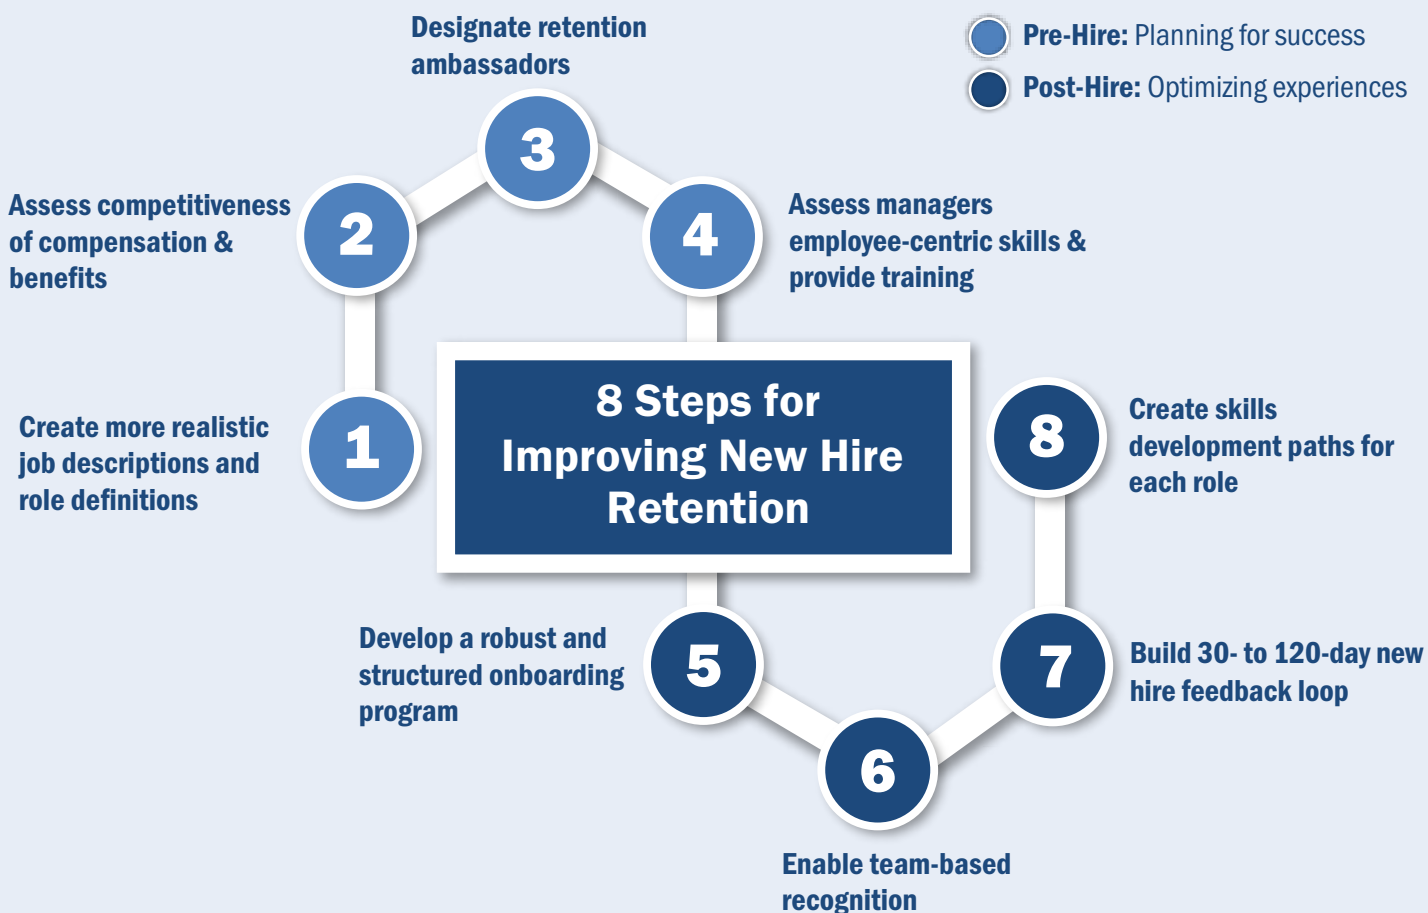 Designate retention
ambassadors
Pre-Hire: Planning for success
Post-Hire: Optimizing experiences
3
Assess competitiveness
of compensation &
benefits
2
4
Assess managers
employee-centric skills &
provide training
8 Steps for
Improving New Hire
Retention
Create more realistic
job descriptions and
role definitions
1
8
Create skills
development paths for
each role
Develop a robust and
structured onboarding
program
5
7
Build 30- to 120-day new
hire feedback loop
6
Enable team-based
recognition